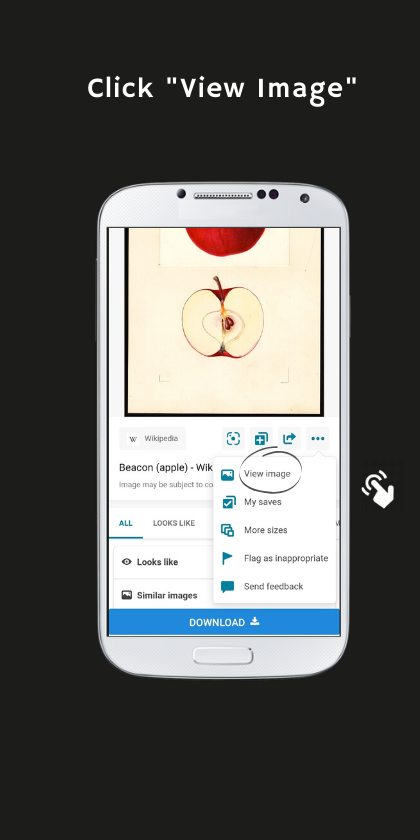 Click "View Image"
W Wikipedia
Beacon (apple) - Wik
Image may be subject to co
View image
My saves
More sizes
Flag as inappropriate
Send feedback
ALL LOOKS LIKE
Looks like
Similar images
DOWNLOAD